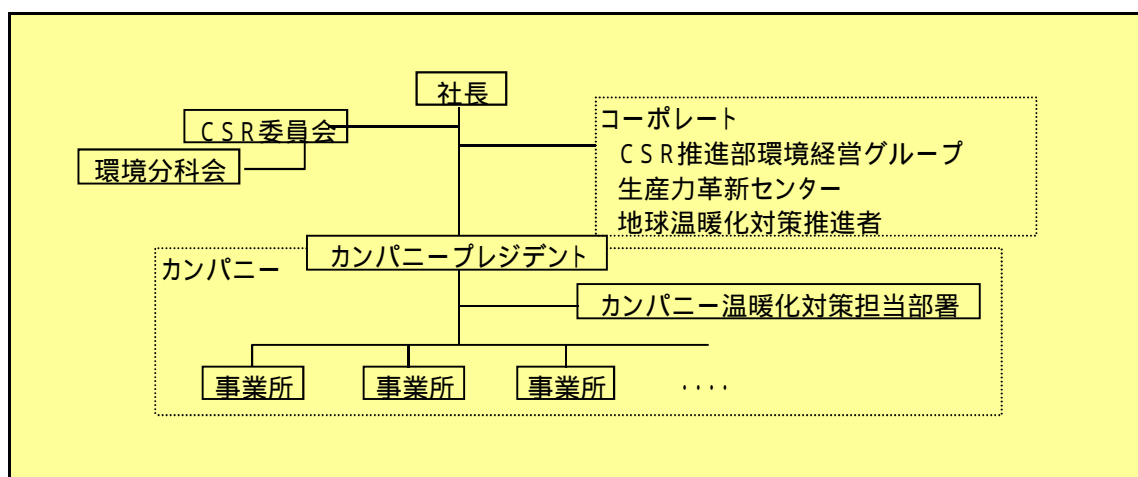 社長
CSR委員会
環境分科会
コーポレート
CSR推進部環境経営グループ
生産力革新センター
地球温暖化対策推進者
カンパニープレジデント
カンパニー
カンパニー温暖化対策担当部署
事業所 事業所 事業所 ････